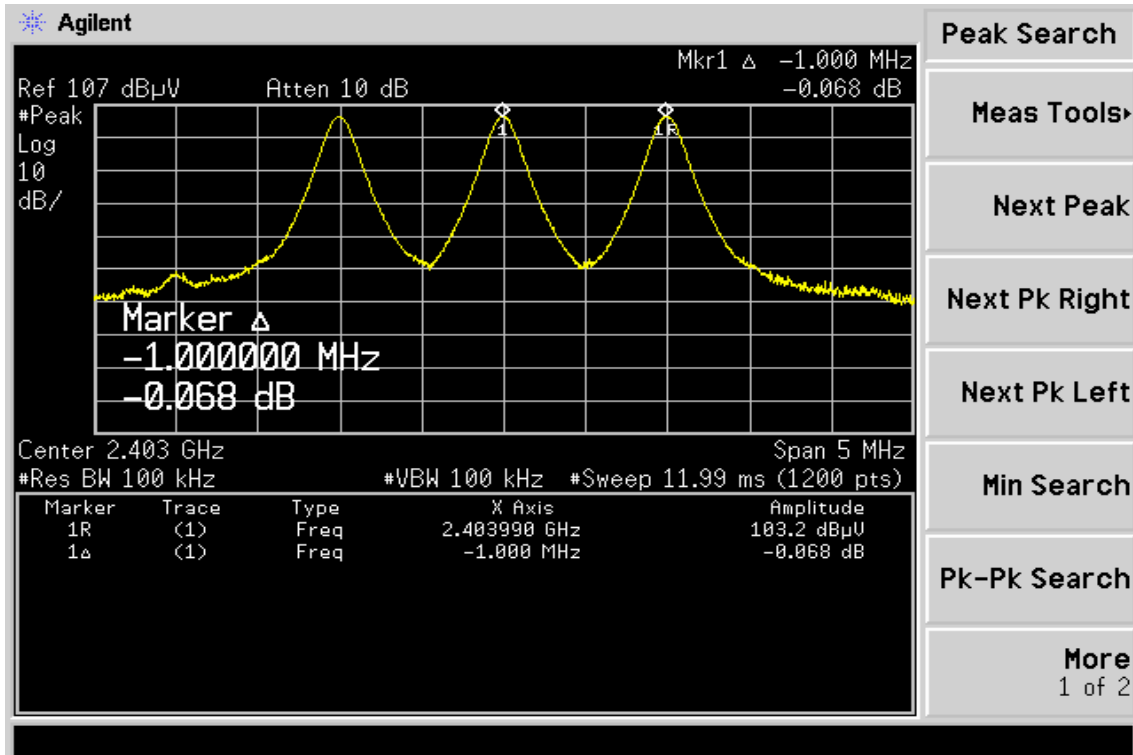 Agilent
Peak Search
Mkr1 Δ -1.000 MHz
Ref 107 dBµV Atten 10 dB -0.068 dB
#Peak
Log
10
dB/
1
1R
Marker Δ
-1.000000 MHz
-0.068 dB
Center 2.403 GHz Span 5 MHz
#Res BW 100 kHz #VBW 100 kHz #Sweep 11.99 ms (1200 pts)
Marker Trace Type X Axis Amplitude
1R (1) Freq 2.403990 GHz 103.2 dBµV
1Δ (1) Freq -1.000 MHz -0.068 dB
Meas Tools
Next Peak
Next Pk Right
Next Pk Left
Min Search
Pk-Pk Search
More
1 of 2